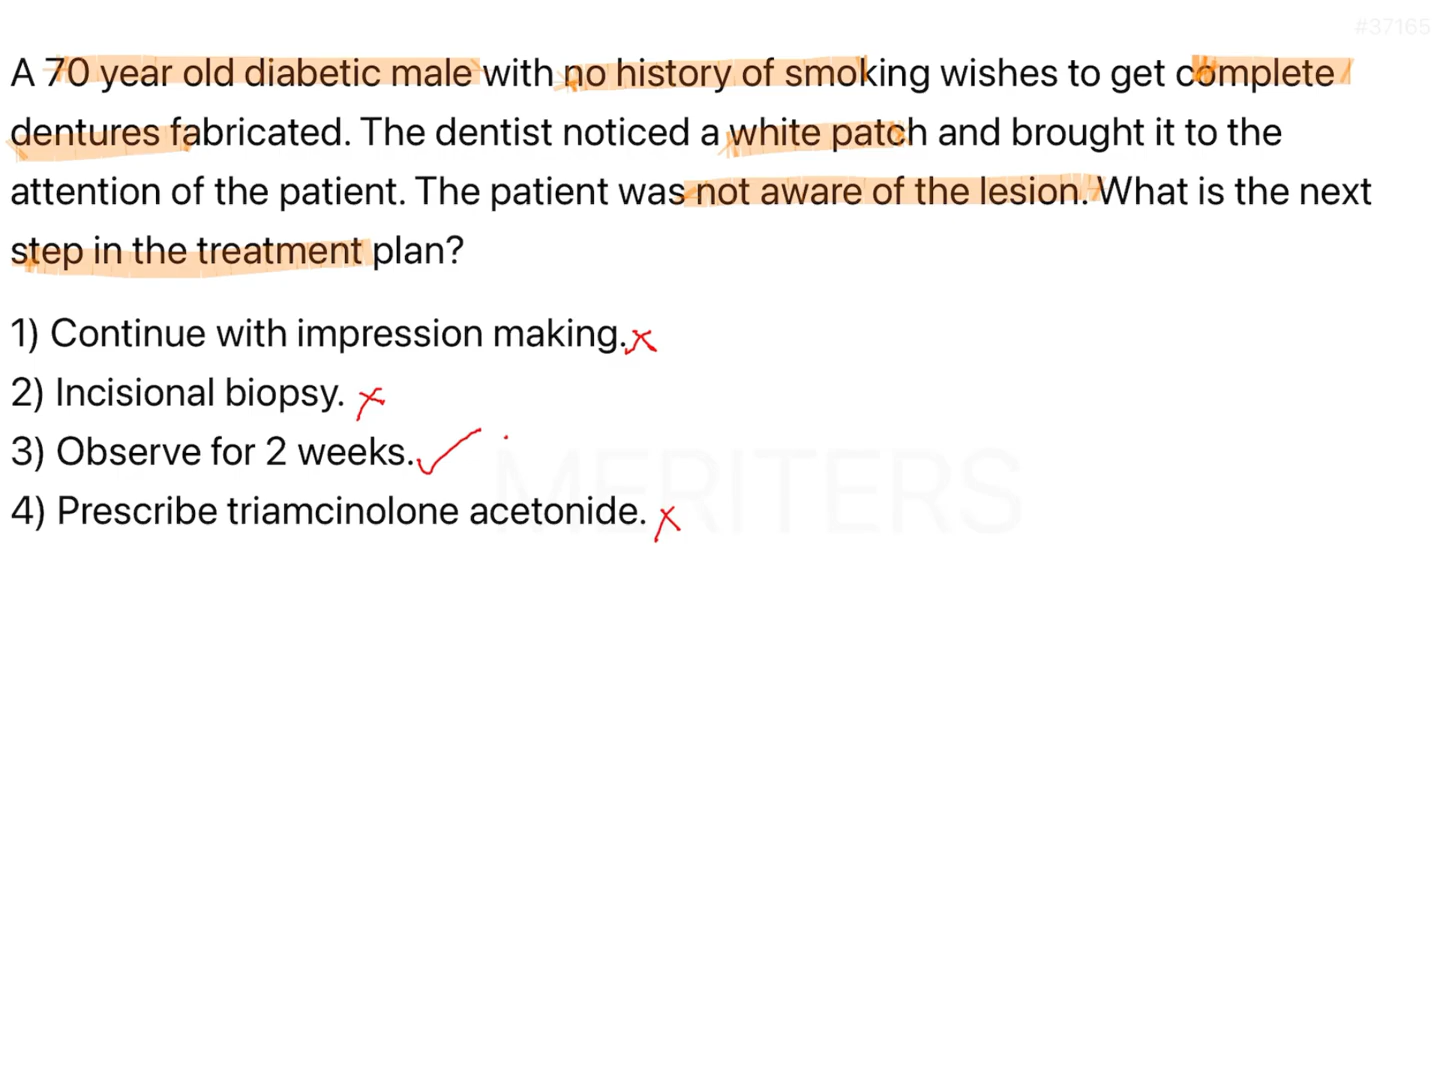 #37165
A 70 year old diabetic male with no history of smoking wishes to get complete
dentures fabricated. The dentist noticed a white patch and brought it to the
attention of the patient. The patient was not aware of the lesion. What is the next
step in the treatment plan?
1) Continue with impression making.
2) Incisional biopsy.
3) Observe for 2 weeks.
MERITERS
4) Prescribe triamcinolone acetonide.